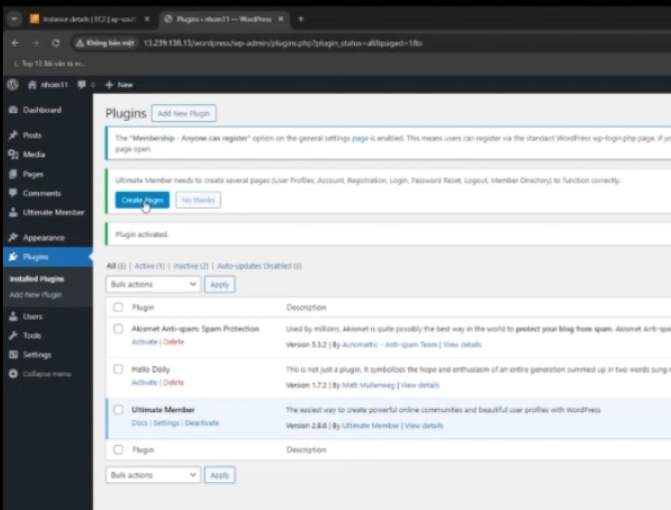 Instance details | EC2 | ap-sout
Plugins ‹ nhom11 — WordPress
Không bảo mật 13.239.138.13/wordpress/wp-admin/plugins.php?plugin_status=all&paged=1&s
Top 13 Bài văn tả m...
nhom11 0 + New
Dashboard
Posts
Media
Pages
Comments
Ultimate Member
Appearance
Plugins
Installed Plugins
Add New Plugin
Users
Tools
Settings
Collapse menu
Plugins Add New Plugin
The "Membership - Anyone can register" option on the general settings page is enabled. This means users can register via the standard WordPress wp-login.php page. If yo
page open.
Ultimate Member needs to create several pages (User Profiles, Account, Registration, Login, Password Reset, Logout, Member Directory) to function correctly.
Create Pages No thanks
Plugin activated.
All (3) | Active (1) | Inactive (2) | Auto-updates Disabled (3)
Bulk actions Apply
Plugin Description
Akismet Anti-spam: Spam Protection Used by millions, Akismet is quite possibly the best way in the world to protect your blog from spam. Akismet Anti-spa
Activate | Delete Version 5.3.2 | By Automattic - Anti-spam Team | View details
Hello Dolly This is not just a plugin, it symbolizes the hope and enthusiasm of an entire generation summed up in two words sung
Activate | Delete Version 1.7.2 | By Matt Mullenweg | View details
Ultimate Member The easiest way to create powerful online communities and beautiful user profiles with WordPress
Docs | Settings | Deactivate Version 2.8.6 | By Ultimate Member | View details
Plugin Description
Bulk actions Apply